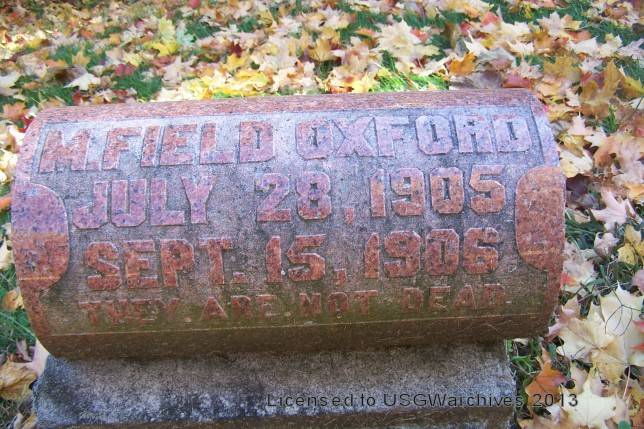 M. FIELD OXFORD
JULY 28, 1905
SEPT. 15, 1906
THEY ARE NOT DEAD.
Licensed to USGWarchives 2013